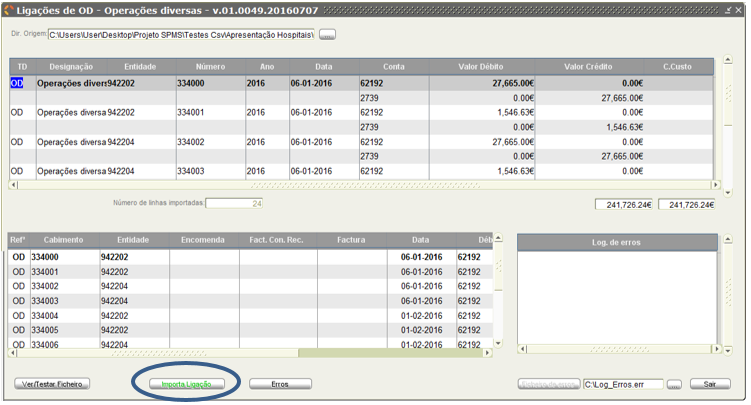 Ligações de OD - Operações diversas - v.01.0049.20160707
Dir. Origem: C:\Users\User\Desktop\Projeto SPMS\Testes Csv\Apresentação Hospitais\ ...
TD Designação Entidade Número Ano Data Conta Valor Débito Valor Crédito C.Custo
OD Operações divers 942202 334000 2016 06-01-2016 62192 27,665.00€ 0.00€
2739 0.00€ 27,665.00€
OD Operações diversa 942202 334001 2016 06-01-2016 62192 1,546.63€ 0.00€
2739 0.00€ 1,546.63€
OD Operações diversa 942204 334002 2016 06-01-2016 62192 27,665.00€ 0.00€
2739 0.00€ 27,665.00€
OD Operações diversa 942204 334003 2016 06-01-2016 62192 1,546.63€ 0.00€
Número de linhas importadas: 24 241,726.24€ 241,726.24€
Refª Cabimento Entidade Encomenda Fact. Con. Rec. Factura Data Déb Log. de erros
OD 334000 942202 06-01-2016 62192
OD 334001 942202 06-01-2016 62192
OD 334002 942204 06-01-2016 62192
OD 334003 942204 06-01-2016 62192
OD 334004 942202 01-02-2016 62192
OD 334005 942202 01-02-2016 62192
OD 334006 942204 01-02-2016 62192
Ver/Testar Ficheiro Importa Ligação Erros C:\Log_Erros.err ... Sair